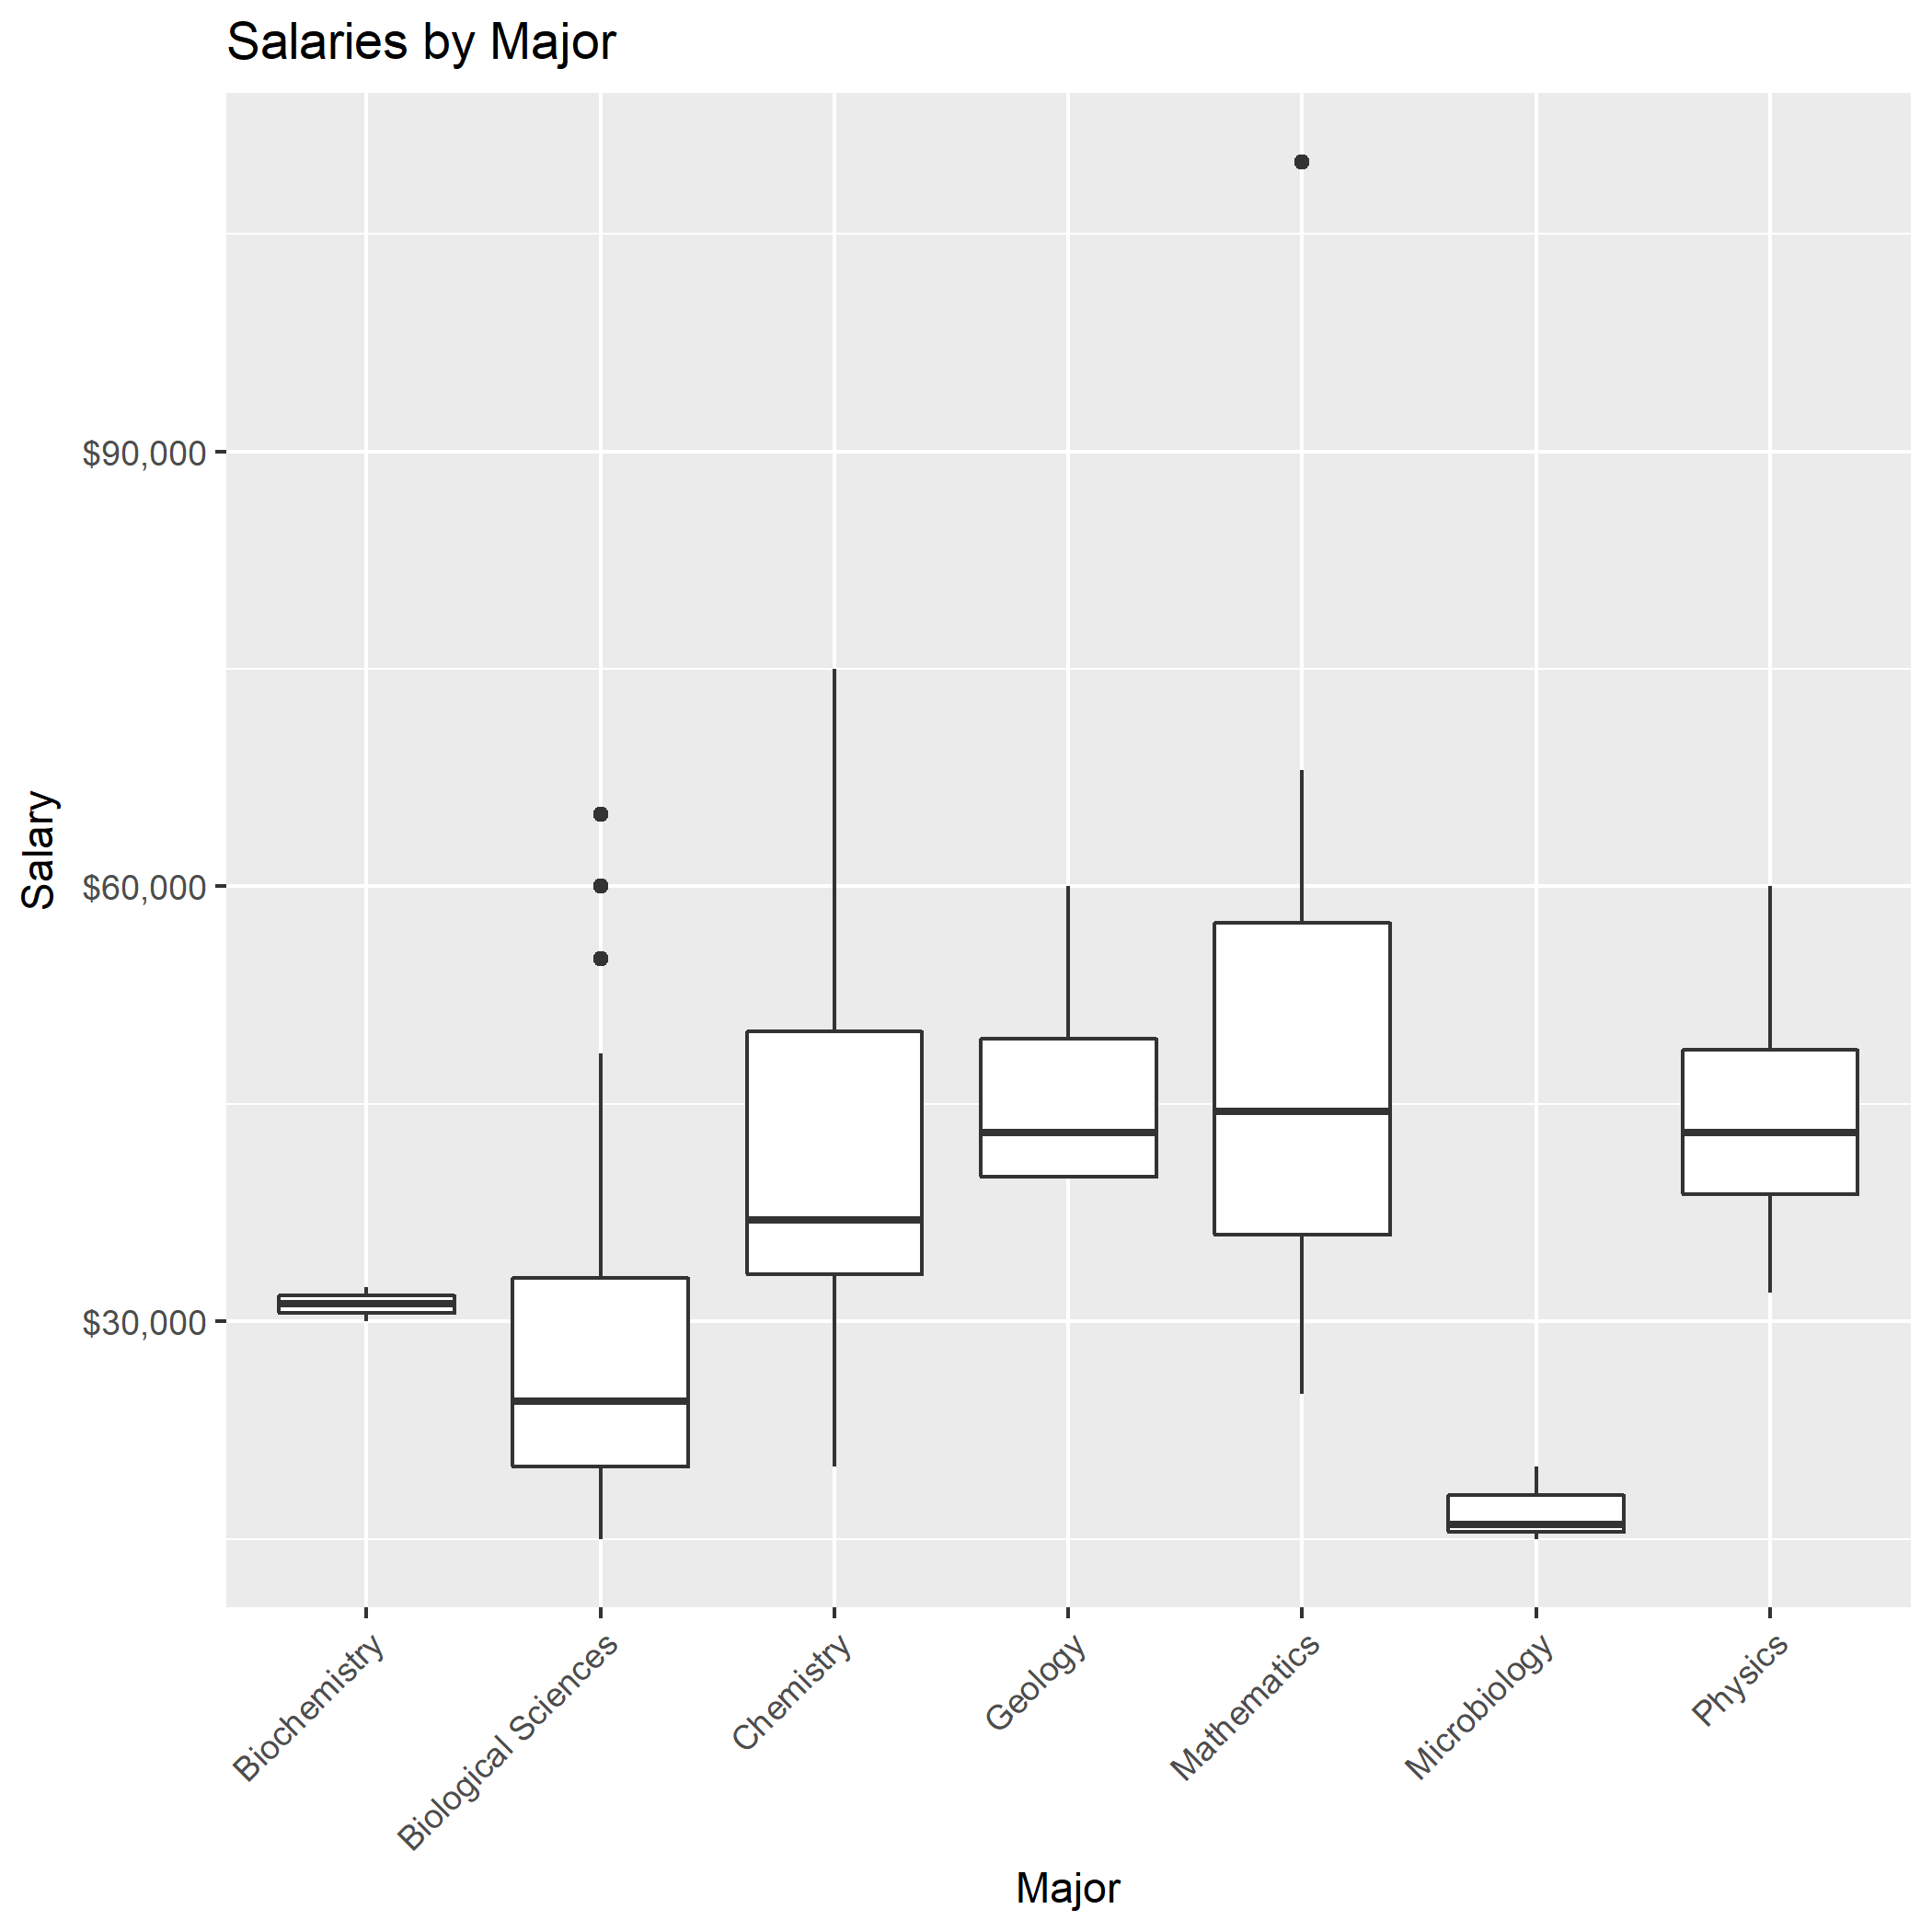 Salaries by Major
Salary
$90,000
$60,000
$30,000
Biochemistry
Biological Sciences
Chemistry
Geology
Mathematics
Microbiology
Physics
Major